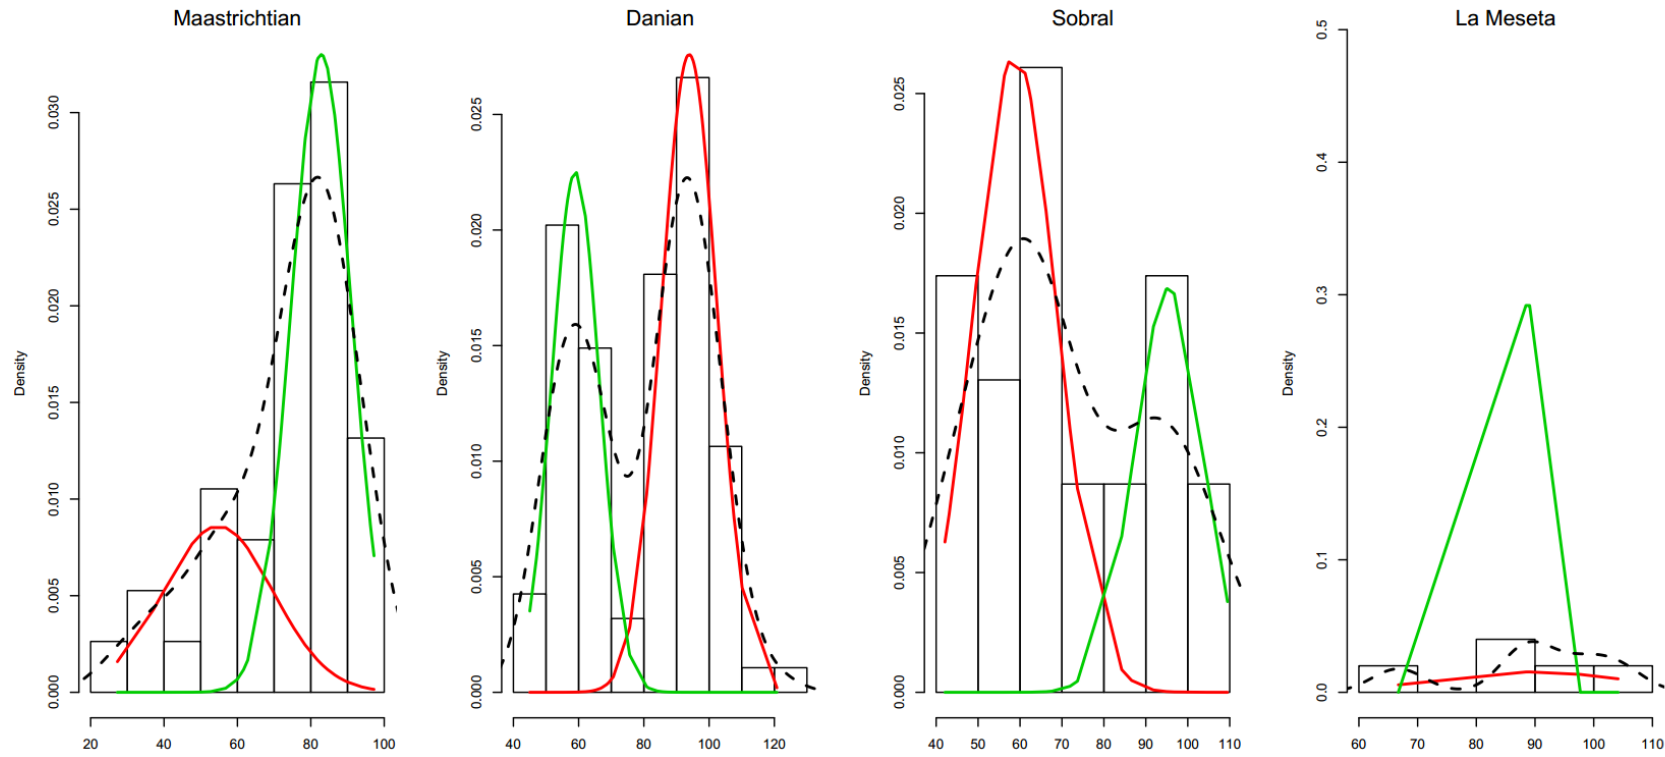 Maastrichtian
Danian
Sobral
La Meseta
Density
0.000 0.005 0.010 0.015 0.020 0.025 0.030
20 40 60 80 100
Density
0.000 0.005 0.010 0.015 0.020 0.025
40 60 80 100 120
Density
0.000 0.005 0.010 0.015 0.020 0.025
40 50 60 70 80 90 100 110
Density
0.0 0.1 0.2 0.3 0.4 0.5
60 70 80 90 100 110